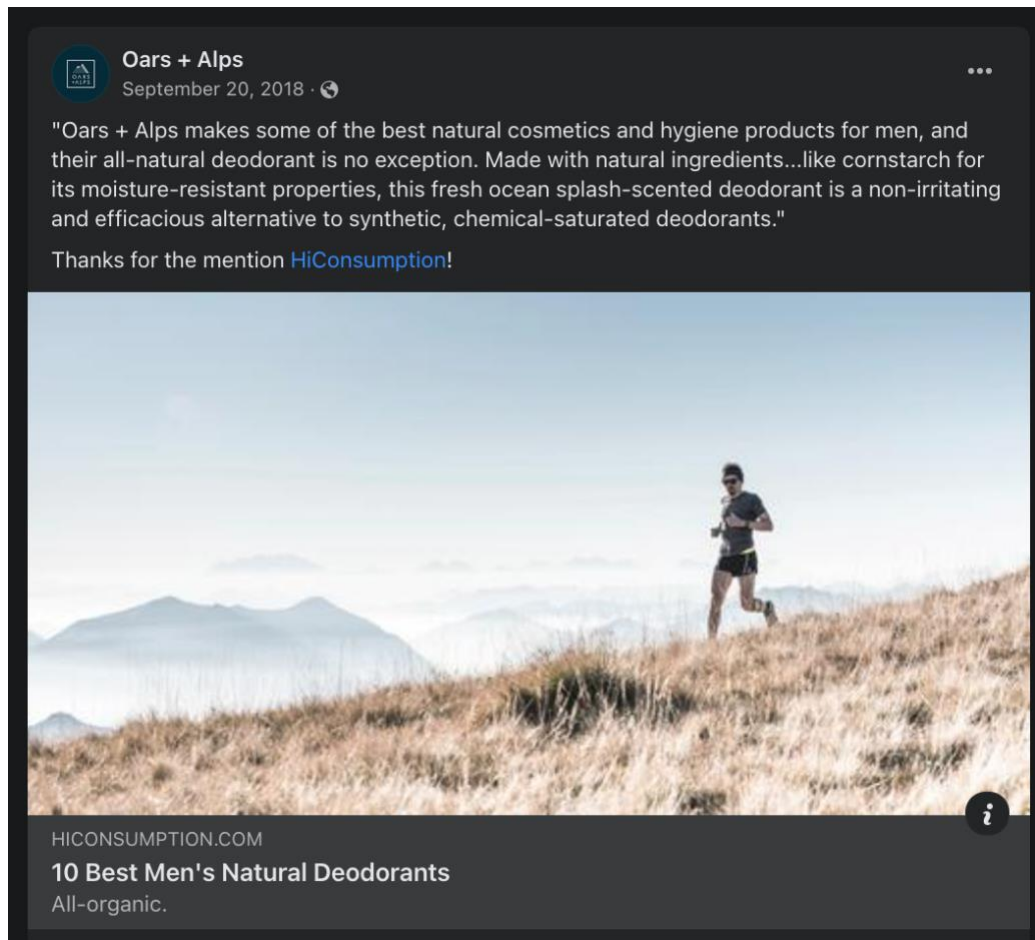 Oars + Alps
September 20, 2018 ·
"Oars + Alps makes some of the best natural cosmetics and hygiene products for men, and
their all-natural deodorant is no exception. Made with natural ingredients...like cornstarch for
its moisture-resistant properties, this fresh ocean splash-scented deodorant is a non-irritating
and efficacious alternative to synthetic, chemical-saturated deodorants."
Thanks for the mention HiConsumption!
HICONSUMPTION.COM
10 Best Men's Natural Deodorants
All-organic.